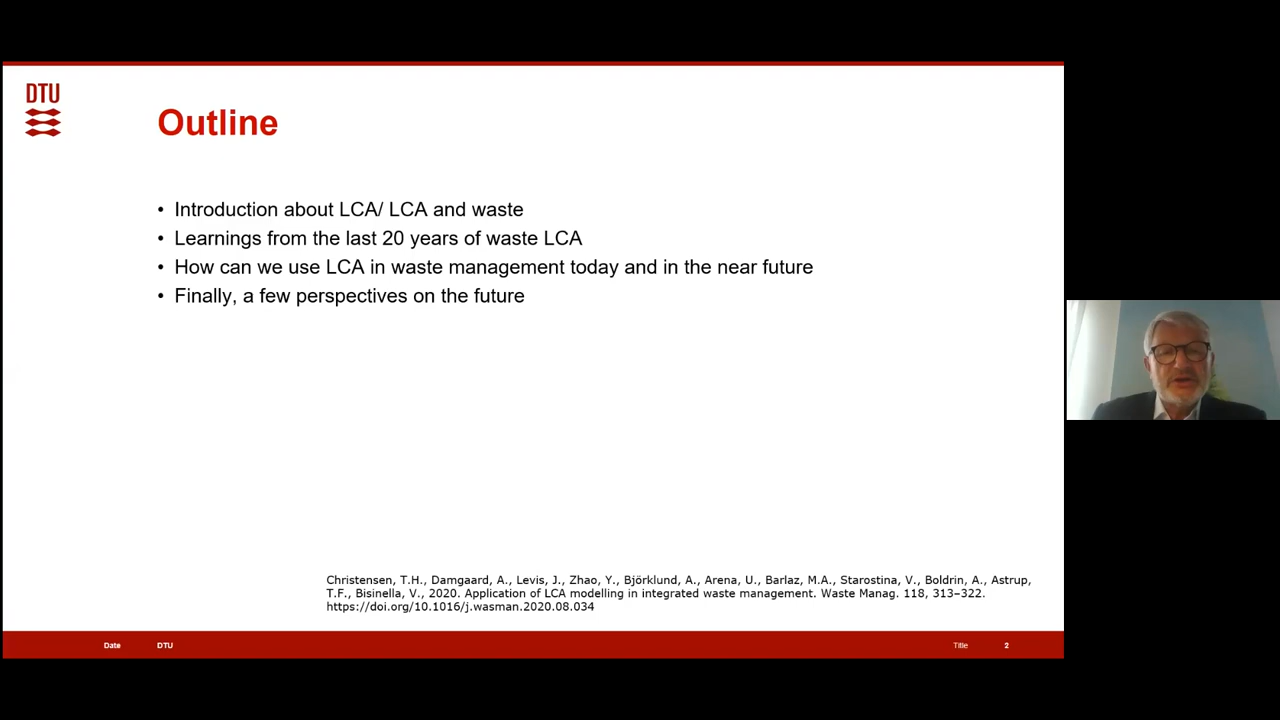 DTU
Outline
• Introduction about LCA/ LCA and waste
• Learnings from the last 20 years of waste LCA
• How can we use LCA in waste management today and in the near future
• Finally, a few perspectives on the future
Christensen, T.H., Damgaard, A., Levis, J., Zhao, Y., Björklund, A., Arena, U., Barlaz, M.A., Starostina, V., Boldrin, A., Astrup,
T.F., Bisinella, V., 2020. Application of LCA modelling in integrated waste management. Waste Manag. 118, 313–322.
https://doi.org/10.1016/j.wasman.2020.08.034
Date DTU Title 2